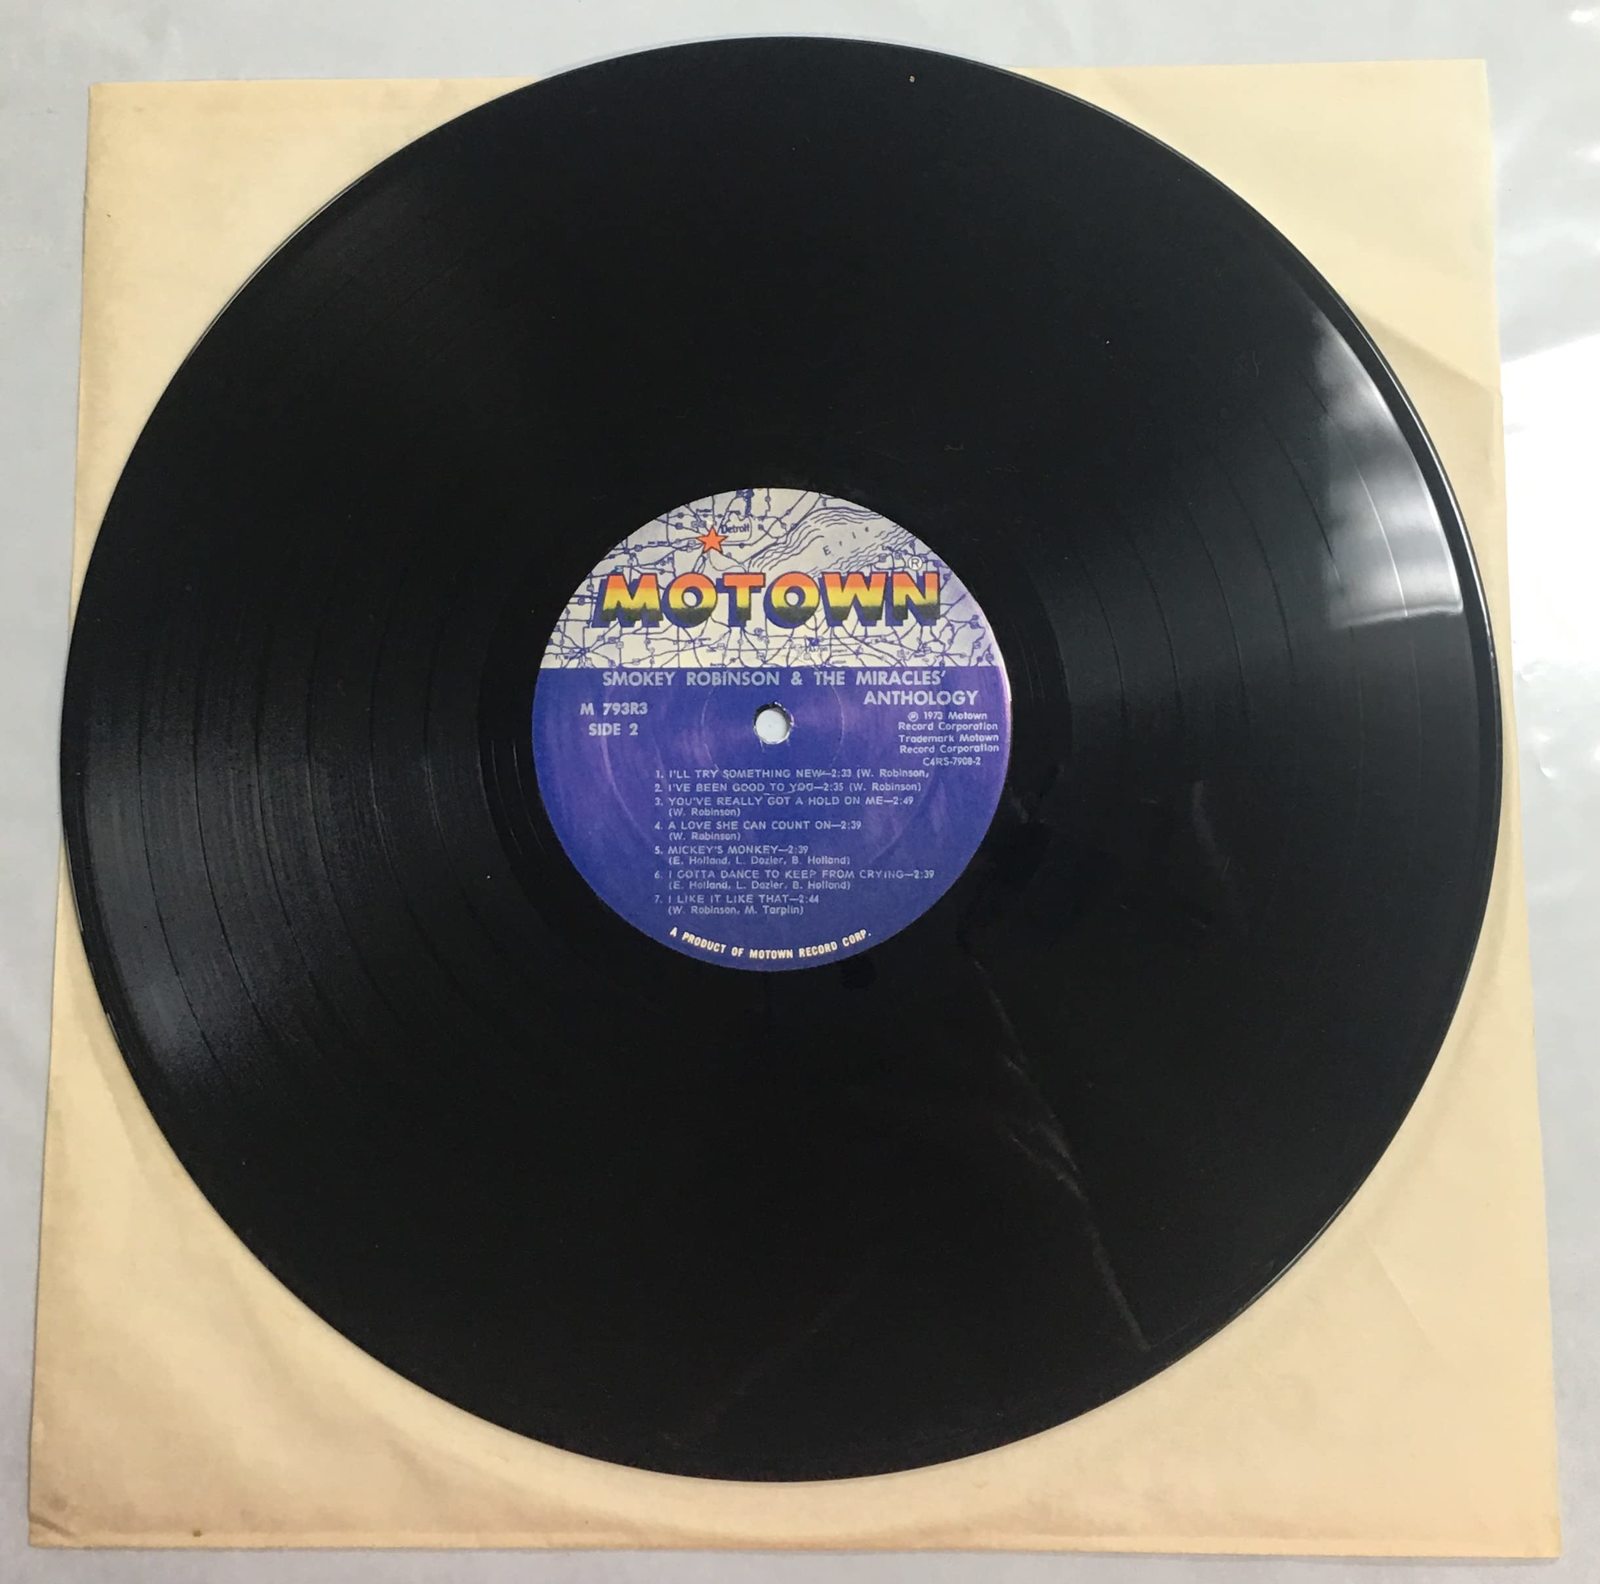 Detroit
Erie
MOTOWN®
SMOKEY ROBINSON & THE MIRACLES'
ANTHOLOGY
M 793R3
SIDE 2
℗ 1973 Motown
Record Corporation
Trademark Motown
Record Corporation
C4RS-7908-2
1. I'LL TRY SOMETHING NEW—2:33 (W. Robinson,
2. I'VE BEEN GOOD TO YOU—2:35 (W. Robinson)
3. YOU'VE REALLY GOT A HOLD ON ME—2:49
(W. Robinson)
4. A LOVE SHE CAN COUNT ON—2:39
(W. Robinson)
5. MICKEY'S MONKEY—2:39
(E. Holland, L. Dozier, B. Holland)
6. I GOTTA DANCE TO KEEP FROM CRYING—2:39
(E. Holland, L. Dozier, B. Holland)
7. I LIKE IT LIKE THAT—2:44
(W. Robinson, M. Tarplin)
A PRODUCT OF MOTOWN RECORD CORP.